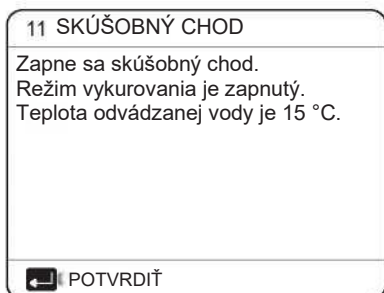 11 SKÚŠOBNÝ CHOD
Zapne sa skúšobný chod.
Režim vykurovania je zapnutý.
Teplota odvádzanej vody je 15 °C.
POTVRDIŤ